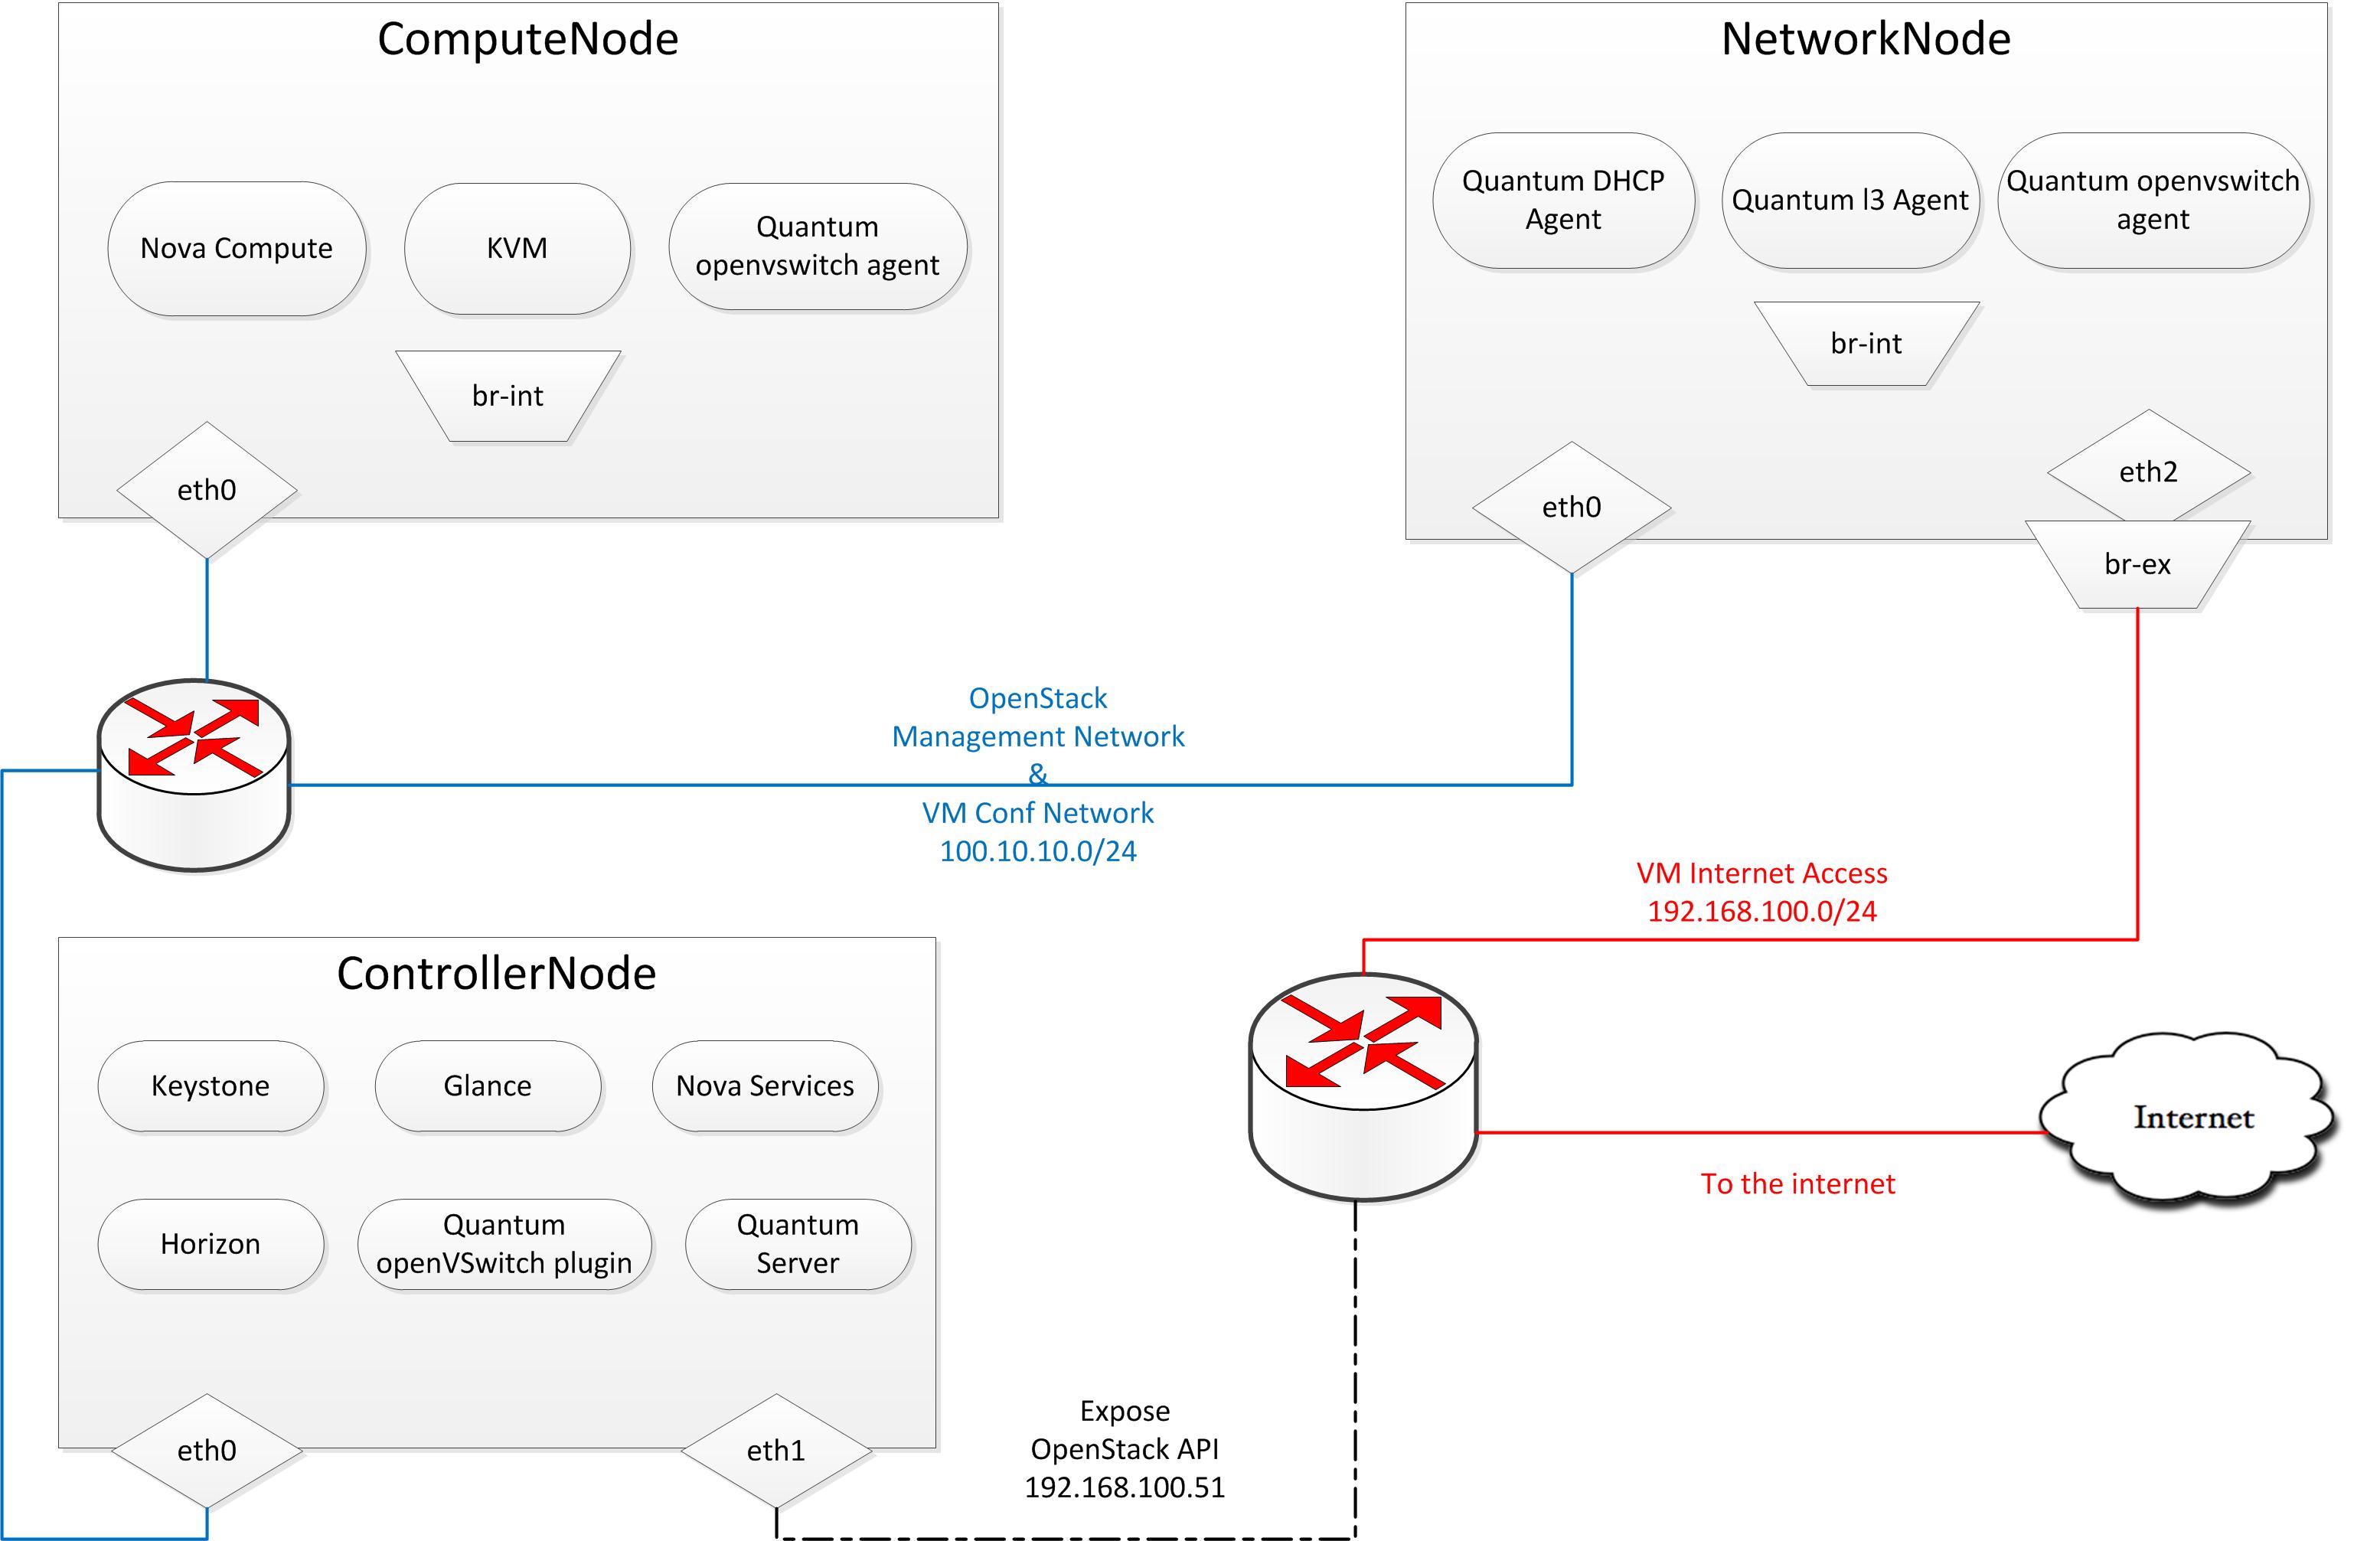 ComputeNode
Nova Compute
KVM
Quantum
openvswitch agent
br-int
eth0
NetworkNode
Quantum DHCP
Agent
Quantum l3 Agent
Quantum openvswitch
agent
br-int
eth0
eth2
br-ex
OpenStack
Management Network
&
VM Conf Network
100.10.10.0/24
VM Internet Access
192.168.100.0/24
ControllerNode
Keystone
Glance
Nova Services
Horizon
Quantum
openVSwitch plugin
Quantum
Server
eth0
eth1
Expose
OpenStack API
192.168.100.51
Internet
To the internet